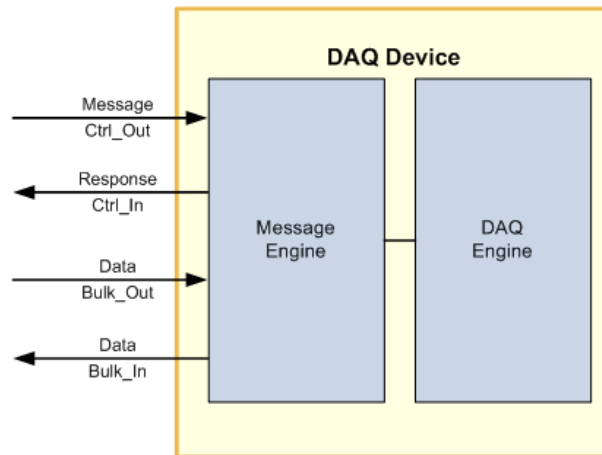 DAQ Device
Message
Ctrl_Out
Response
Ctrl_In
Data
Bulk_Out
Data
Bulk_In
Message
Engine
DAQ
Engine